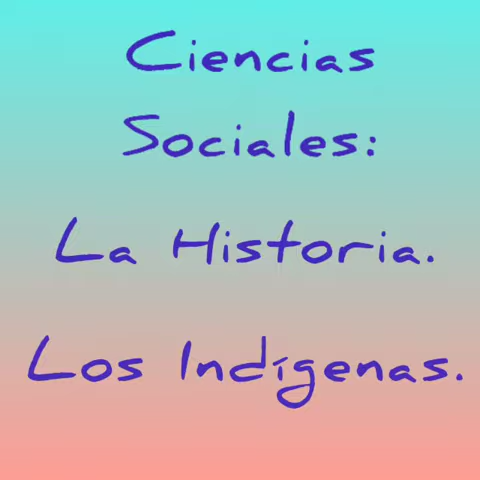 Ciencias
Sociales:
La Historia.
Los Indígenas.